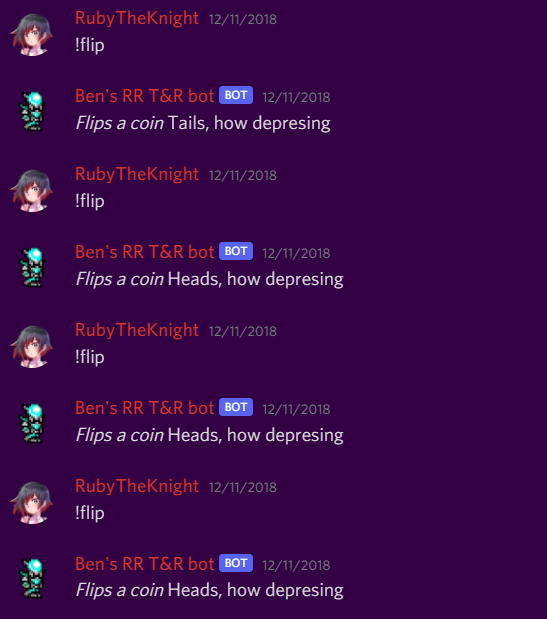 RubyTheKnight 12/11/2018
!flip
Ben's RR T&R bot BOT 12/11/2018
Flips a coin Tails, how depresing
RubyTheKnight 12/11/2018
!flip
Ben's RR T&R bot BOT 12/11/2018
Flips a coin Heads, how depresing
RubyTheKnight 12/11/2018
!flip
Ben's RR T&R bot BOT 12/11/2018
Flips a coin Heads, how depresing
RubyTheKnight 12/11/2018
!flip
Ben's RR T&R bot BOT 12/11/2018
Flips a coin Heads, how depresing